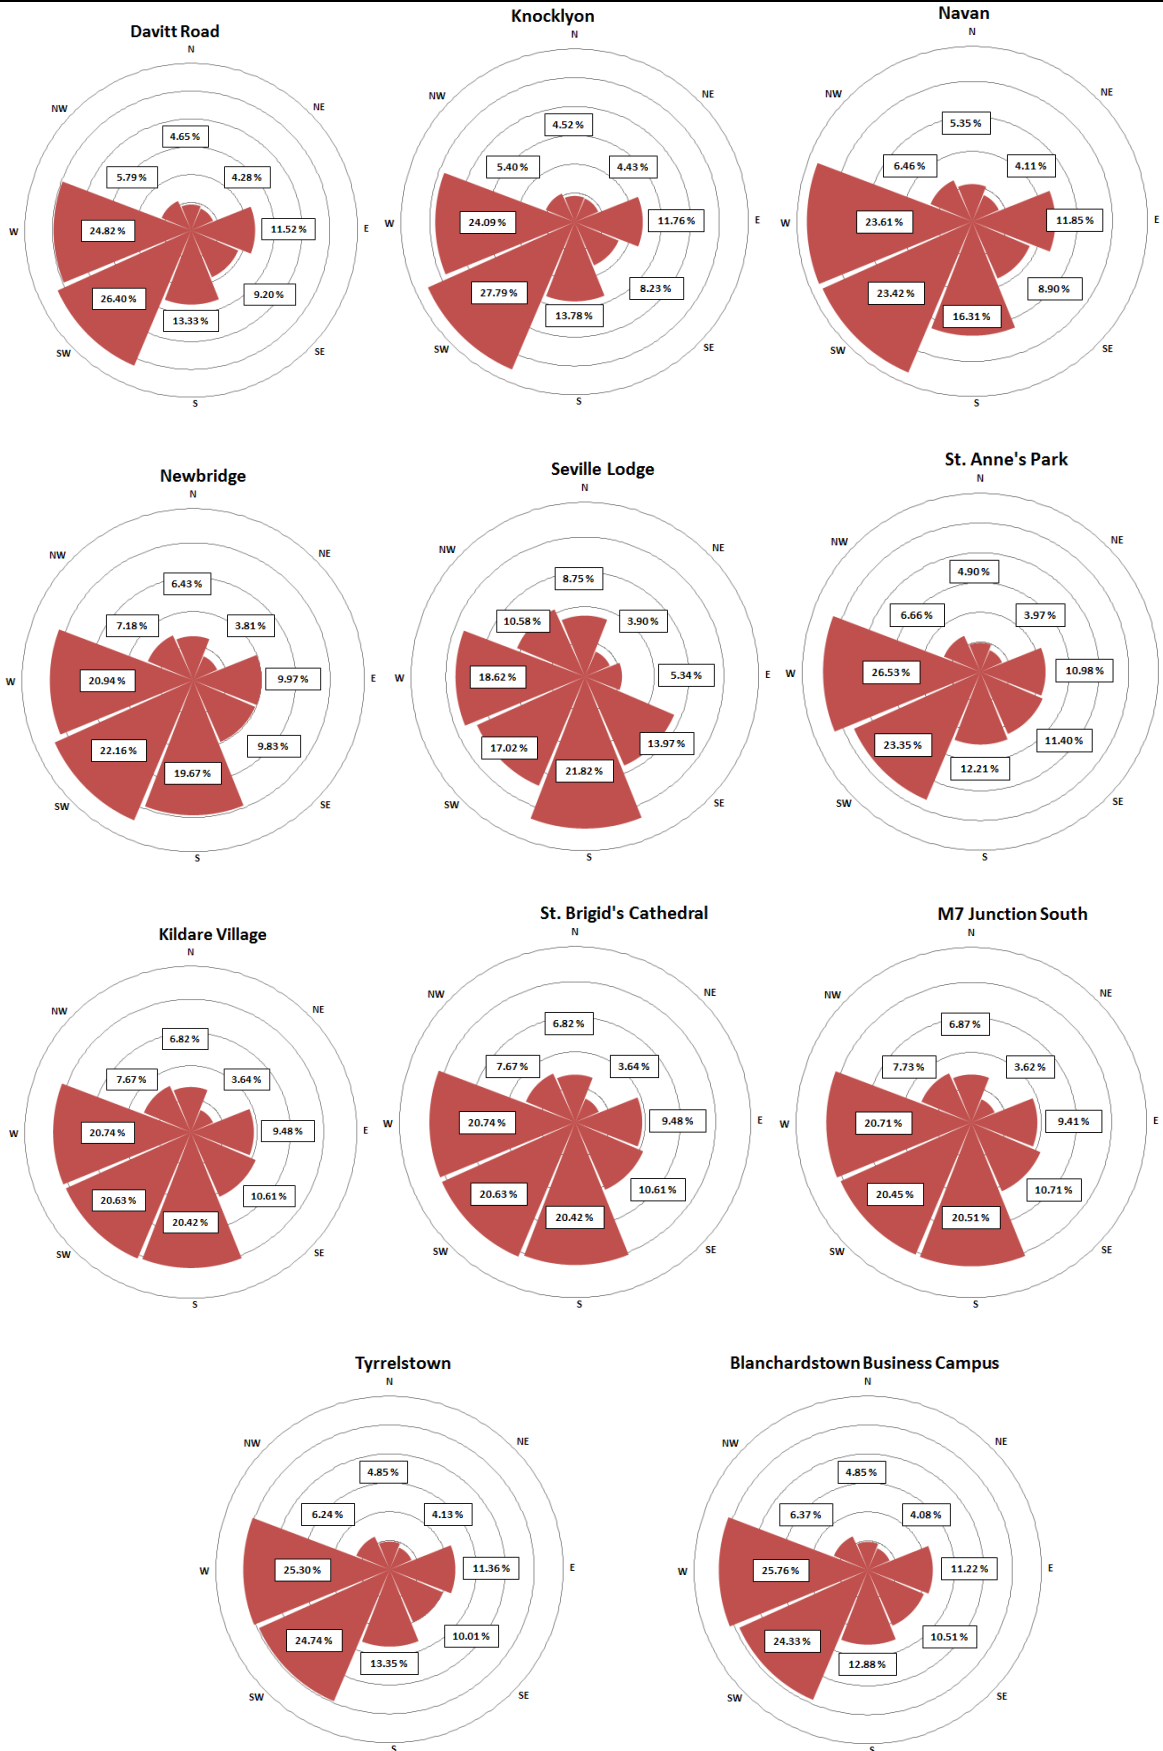 Davitt Road
N
NW
NE
4.65%
5.79%
4.28%
W
24.82%
11.52%
E
26.40%
9.20%
13.33%
SW
SE
S
Knocklyon
N
NW
NE
4.52%
5.40%
4.43%
W
24.09%
11.76%
E
27.79%
8.23%
13.78%
SW
SE
S
Navan
N
NW
NE
5.35%
6.46%
4.11%
W
23.61%
11.85%
E
23.42%
8.90%
16.31%
SW
SE
S
Newbridge
N
NW
NE
6.43%
7.18%
3.81%
W
20.94%
9.97%
E
22.16%
9.83%
19.67%
SW
SE
S
Seville Lodge
N
NW
NE
8.75%
10.58%
3.90%
W
18.62%
5.34%
E
17.02%
13.97%
21.82%
SW
SE
S
St. Anne's Park
N
NW
NE
4.90%
6.66%
3.97%
W
26.53%
10.98%
23.35%
11.40%
12.21%
SW
SE
S
Kildare Village
N
NW
NE
6.82%
7.67%
3.64%
W
20.74%
9.48%
E
20.63%
10.61%
20.42%
SW
SE
S
St. Brigid's Cathedral
N
NW
NE
6.82%
7.67%
3.64%
W
20.74%
9.48%
E
20.63%
10.61%
20.42%
SW
SE
S
M7 Junction South
N
NW
NE
6.87%
7.73%
3.62%
W
20.71%
9.41%
E
20.45%
10.71%
20.51%
SW
SE
S
Tyrrelstown
N
NW
NE
4.85%
6.24%
4.13%
W
25.30%
11.36%
E
24.74%
10.01%
13.35%
SW
SE
S
Blanchardstown Business Campus
N
NW
NE
4.85%
6.37%
4.08%
W
25.76%
11.22%
E
24.33%
10.51%
12.88%
SW
SE
S